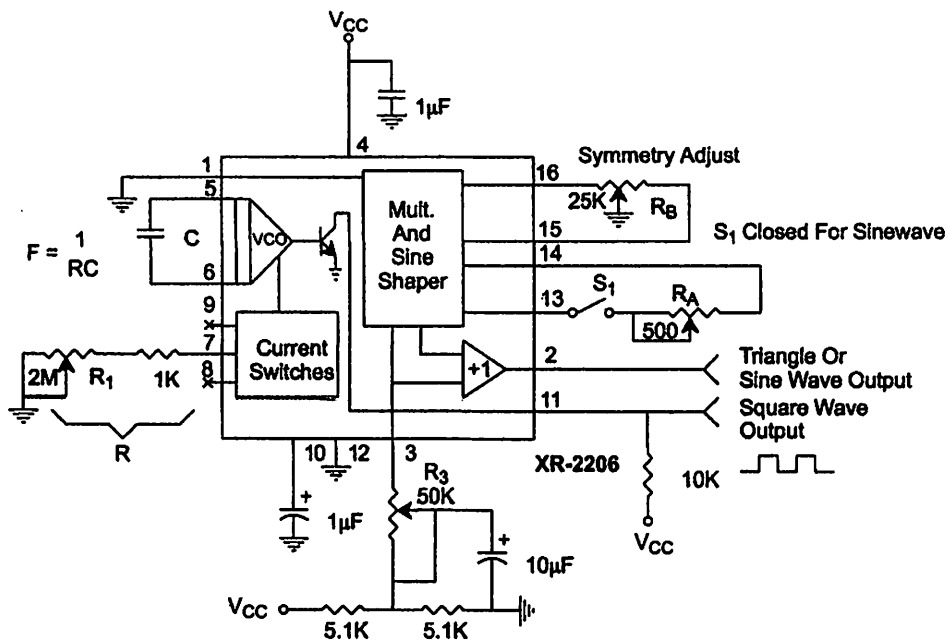 VCC
1µF
4
1
16
Symmetry Adjust
5
25K
RB
Mult.
And
Sine
Shaper
C
VCO
15
F = 1
RC
S1 Closed For Sinewave
14
6
S1
RA
13
9
500
7
Current
Switches
2M
R1
1K
8
+1
2
Triangle Or
Sine Wave Output
11
Square Wave
Output
R
10
12
3
XR-2206
10K
R3
50K
+
1µF
+
10µF
VCC
VCC
5.1K
5.1K